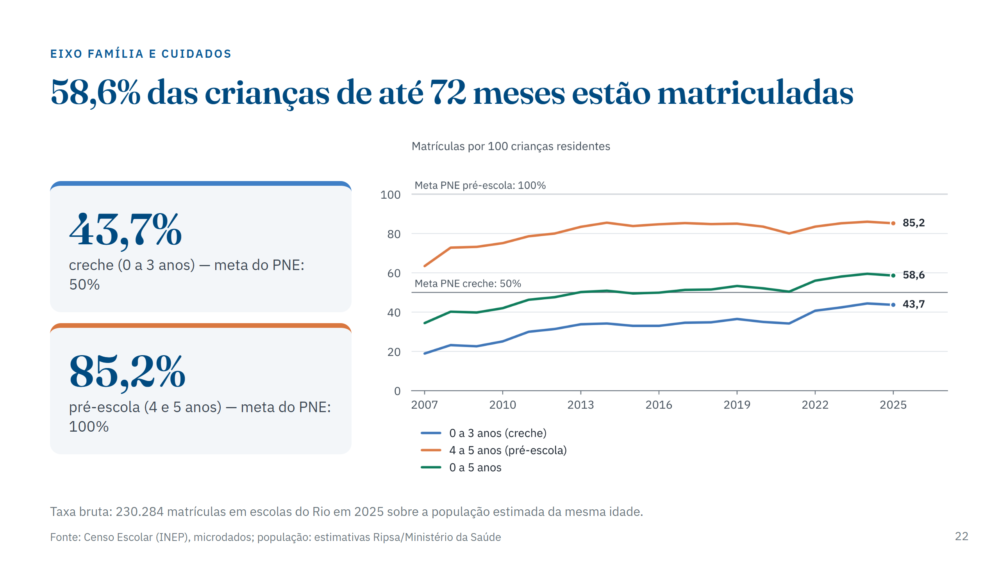 EIXO FAMÍLIA E CUIDADOS
58,6% das crianças de até 72 meses estão matriculadas
43,7%
creche (0 a 3 anos) — meta do PNE:
50%
85,2%
pré-escola (4 e 5 anos) — meta do PNE:
100%
Matrículas por 100 crianças residentes
Meta PNE pré-escola: 100%
100
85,2
80
60
58,6
Meta PNE creche: 50%
43,7
40
20
0
2007 2010 2013 2016 2019 2022 2025
0 a 3 anos (creche)
4 a 5 anos (pré-escola)
0 a 5 anos
Taxa bruta: 230.284 matrículas em escolas do Rio em 2025 sobre a população estimada da mesma idade.
Fonte: Censo Escolar (INEP), microdados; população: estimativas Ripsa/Ministério da Saúde
22